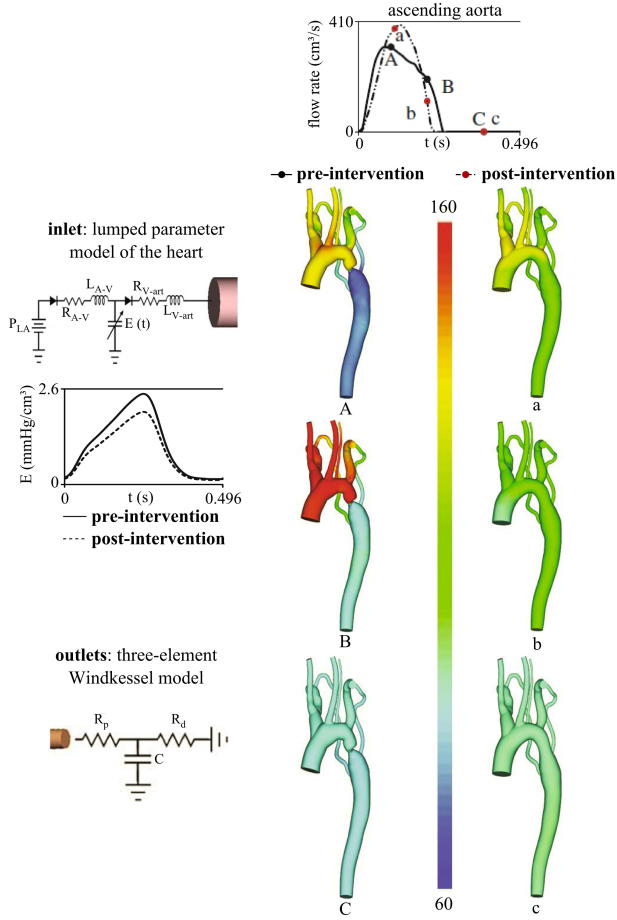 ascending aorta
410
flow rate (cm³/s)
a
A
B
b
C c
0
0
t (s)
0.496
pre-intervention
post-intervention
160
inlet: lumped parameter
model of the heart
L_A-V
R_V-art
P_LA
R_A-V
E (t)
L_V-art
A
a
2.6
E (mmHg/cm³)
0
0
t (s)
0.496
pre-intervention
post-intervention
B
b
outlets: three-element
Windkessel model
R_p
R_d
C
60
C
c